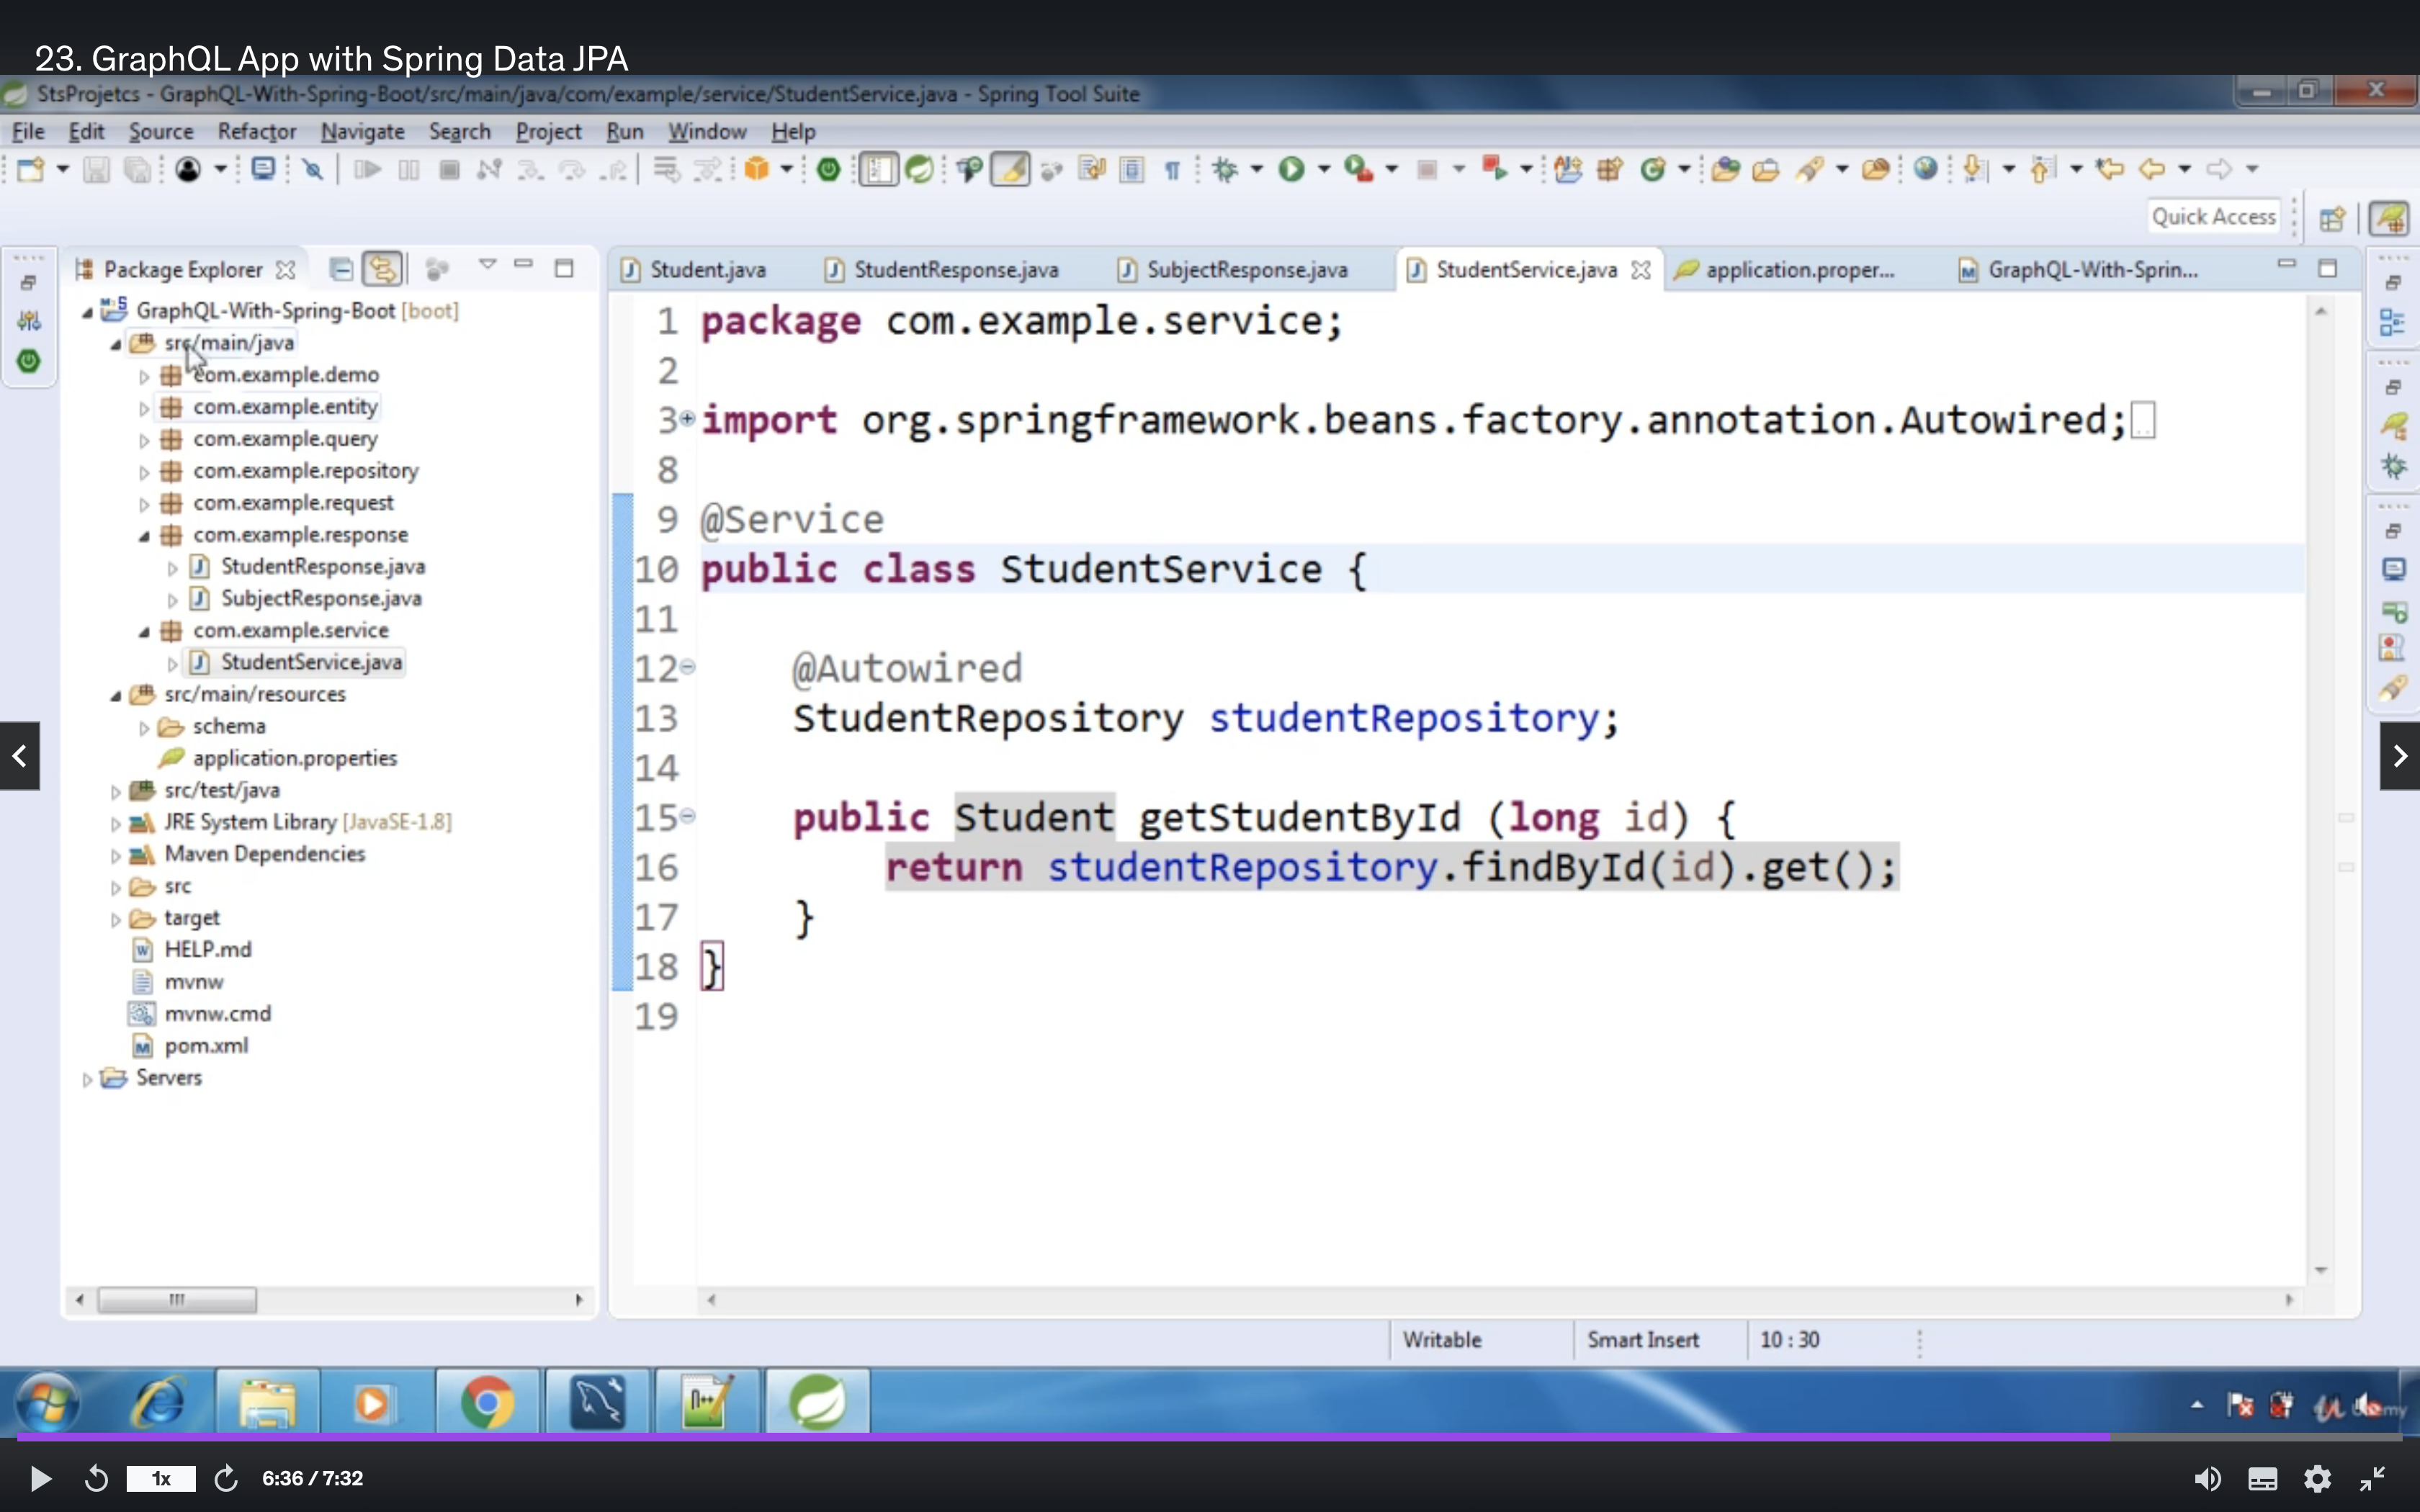 23. GraphQL App with Spring Data JPA
StsProjetcs - GraphQL-With-Spring-Boot/src/main/java/com/example/service/StudentService.java - Spring Tool Suite
File Edit Source Refactor Navigate Search Project Run Window Help
Quick Access
Package Explorer
GraphQL-With-Spring-Boot [boot]
src/main/java
com.example.demo
com.example.entity
com.example.query
com.example.repository
com.example.request
com.example.response
StudentResponse.java
SubjectResponse.java
com.example.service
StudentService.java
src/main/resources
schema
application.properties
src/test/java
JRE System Library [JavaSE-1.8]
Maven Dependencies
src
target
HELP.md
mvnw
mvnw.cmd
pom.xml
Servers
Student.java StudentResponse.java SubjectResponse.java StudentService.java application.proper... GraphQL-With-Sprin...
1 package com.example.service;
2
3 import org.springframework.beans.factory.annotation.Autowired;
8
9 @Service
10 public class StudentService {
11
12 @Autowired
13 StudentRepository studentRepository;
14
15 public Student getStudentById (long id) {
16 return studentRepository.findById(id).get();
17 }
18 }
19
Writable Smart Insert 10 : 30
1x 6:36 / 7:32